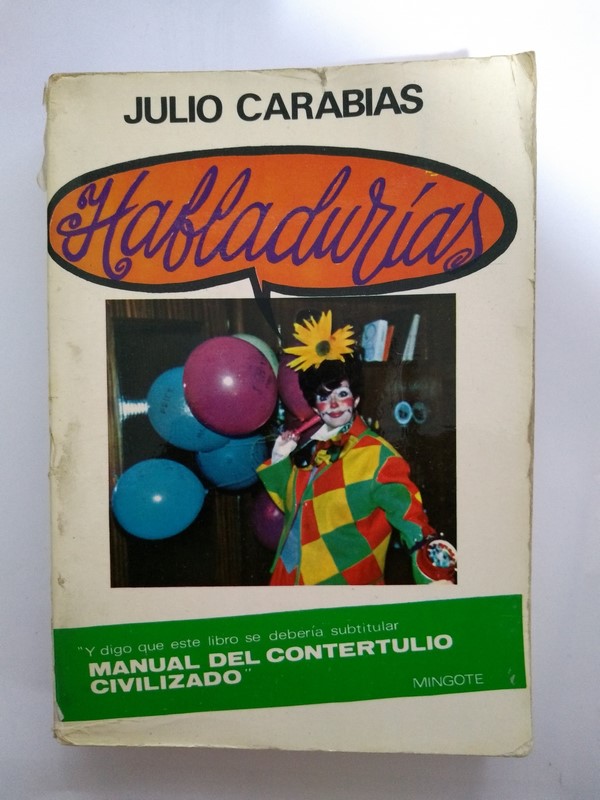 JULIO CARABIAS
Habladurías
"Y digo que este libro se debería subtitular
MANUAL DEL CONTERTULIO
CIVILIZADO"
MINGOTE